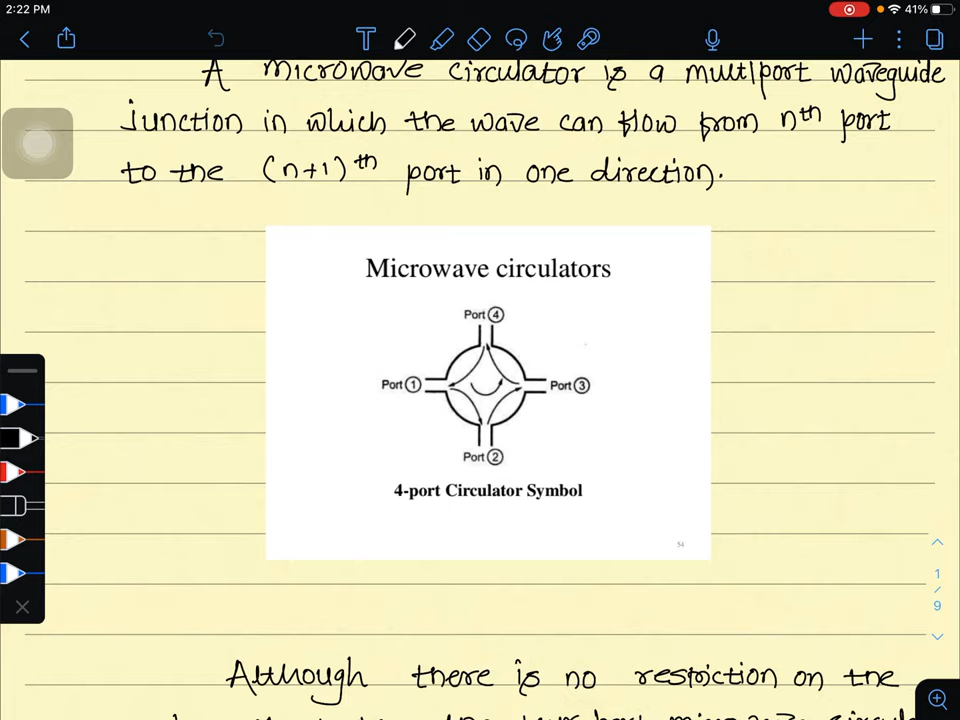 2:22 PM
41%
A microwave circulator is a multiport waveguide
junction in which the wave can flow from nth port
to the (n+1)th port in one direction.
Microwave circulators
Port 4
Port 1
Port 3
Port 2
4-port Circulator Symbol
54
1
/
9
Although there is no restriction on the